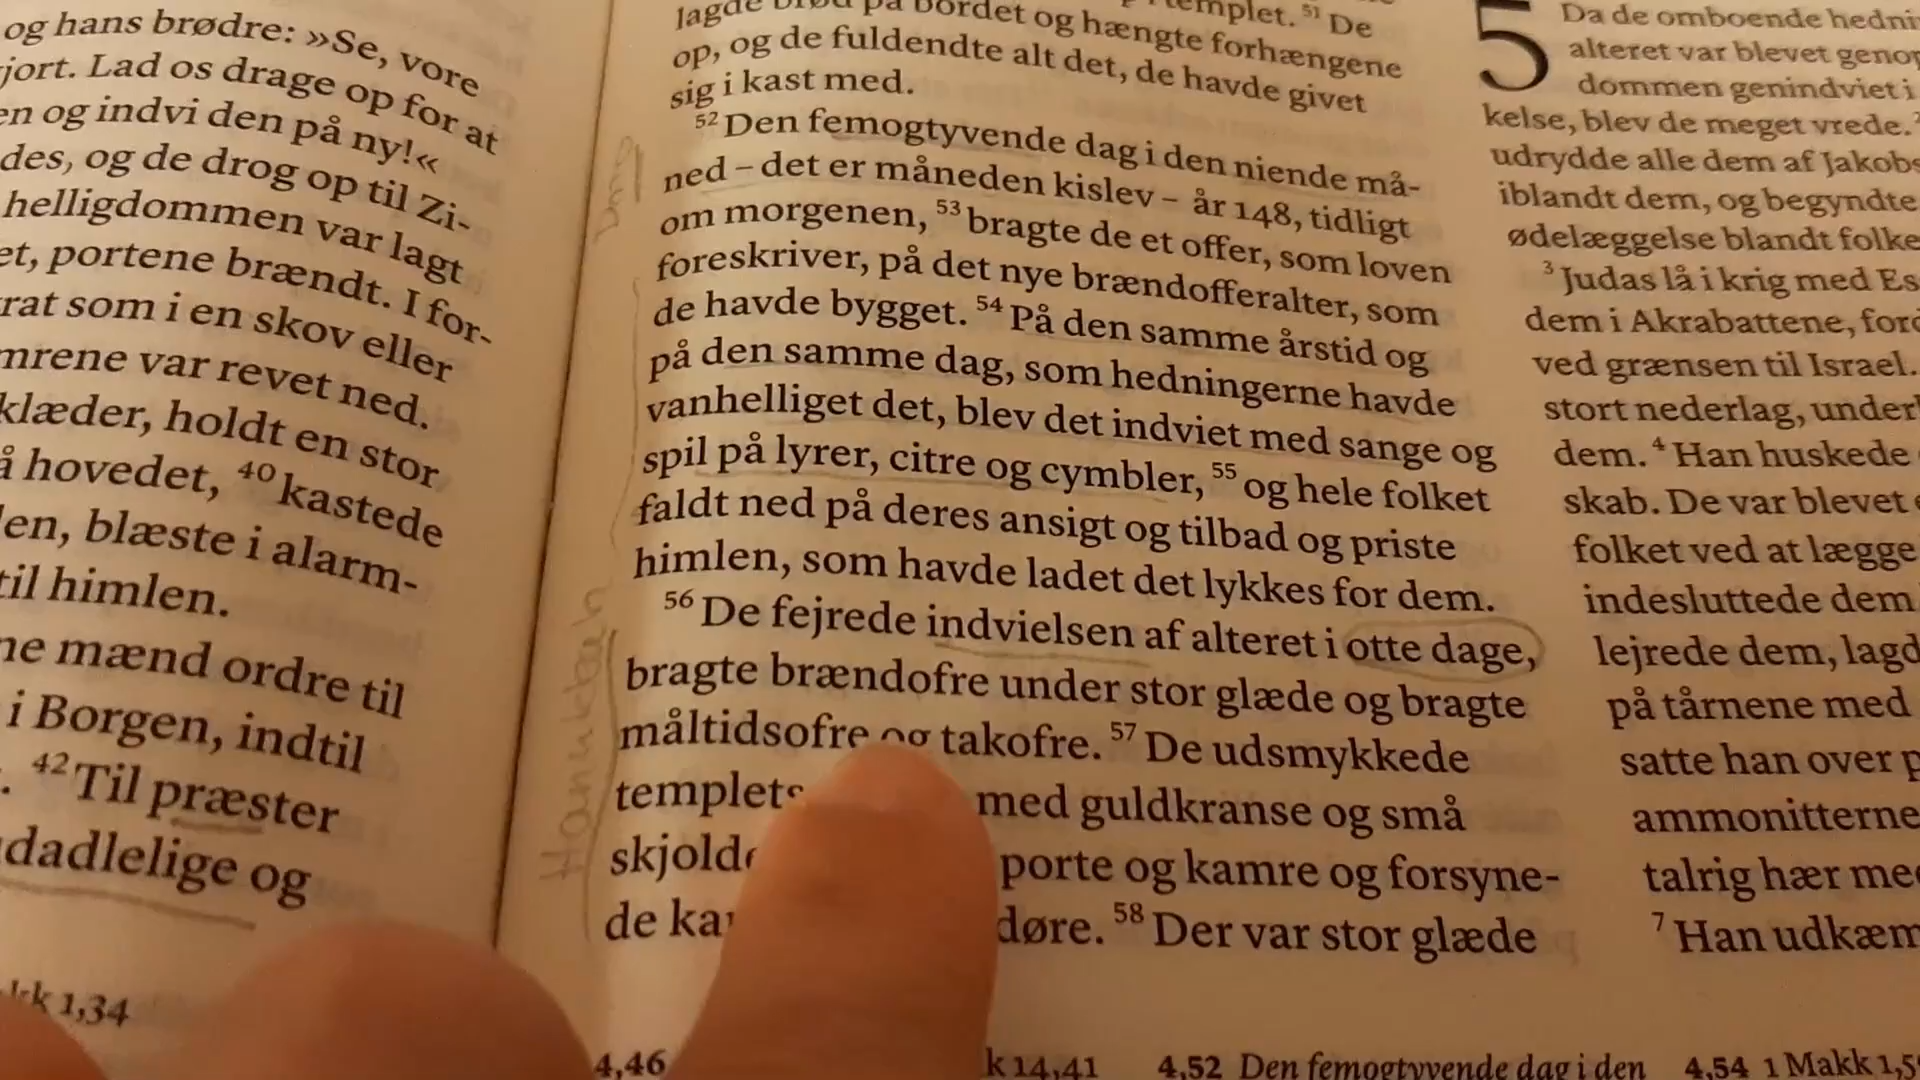 og hans brødre: »Se, vore
jort. Lad os drage op for at
en og indvi den på ny!«
des, og de drog op til Zi-
helligdommen var lagt
et, portene brændt. I for-
rat som i en skov eller
mrene var revet ned.
klæder, holdt en stor
å hovedet, 40 kastede
len, blæste i alarm-
til himlen.
ne mænd ordre til
i Borgen, indtil
. 42 Til præster
dadlelige og
kk 1,34
templet. 51 De
lagde brød på bordet og hængte forhængene
op, og de fuldendte alt det, de havde givet
sig i kast med.
52 Den femogtyvende dag i den niende må-
ned – det er måneden kislev – år 148, tidligt
om morgenen, 53 bragte de et offer, som loven
foreskriver, på det nye brændofferalter, som
de havde bygget. 54 På den samme årstid og
på den samme dag, som hedningerne havde
vanhelliget det, blev det indviet med sange og
spil på lyrer, citre og cymbler, 55 og hele folket
faldt ned på deres ansigt og tilbad og priste
himlen, som havde ladet det lykkes for dem.
56 De fejrede indvielsen af alteret i otte dage,
bragte brændofre under stor glæde og bragte
måltidsofre og takofre. 57 De udsmykkede
templets med guldkranse og små
skjolde porte og kamre og forsyne-
de ka døre. 58 Der var stor glæde
Hanukkah
4,46 k 14,41 4,52 Den femogtyvende dag i den 4,54 1 Makk 1,5
5 Da de omboende hedni
alteret var blevet genop
dommen genindviet i
kelse, blev de meget vrede.
udrydde alle dem af Jakobs
iblandt dem, og begyndte
ødelæggelse blandt folke
3 Judas lå i krig med Es
dem i Akrabattene, ford
ved grænsen til Israel.
stort nederlag, under
dem. 4 Han huskede
skab. De var blevet
folket ved at lægge
indesluttede dem
lejrede dem, lagd
på tårnene med
satte han over p
ammonitterne
talrig hær me
7 Han udkæm